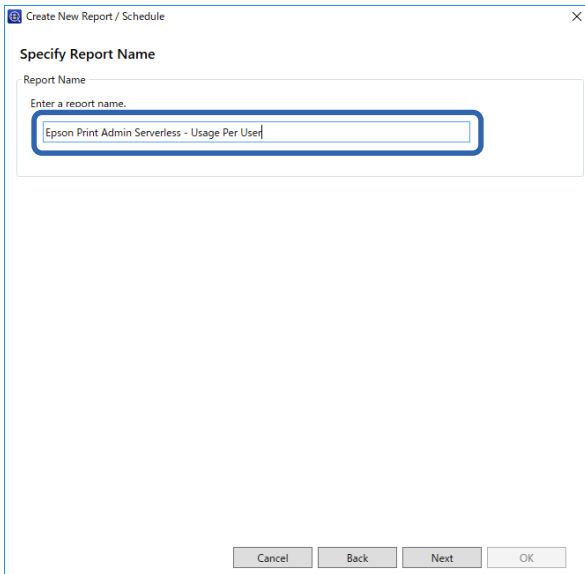 Create New Report / Schedule
Specify Report Name
Report Name
Enter a report name.
Epson Print Admin Serverless - Usage Per User
Cancel Back Next OK